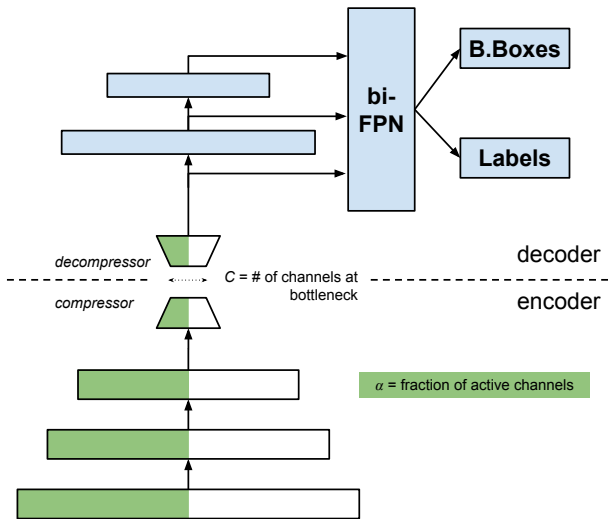 B.Boxes
bi-
FPN
Labels
decompressor
decoder
C = # of channels at
bottleneck
compressor
encoder
α = fraction of active channels